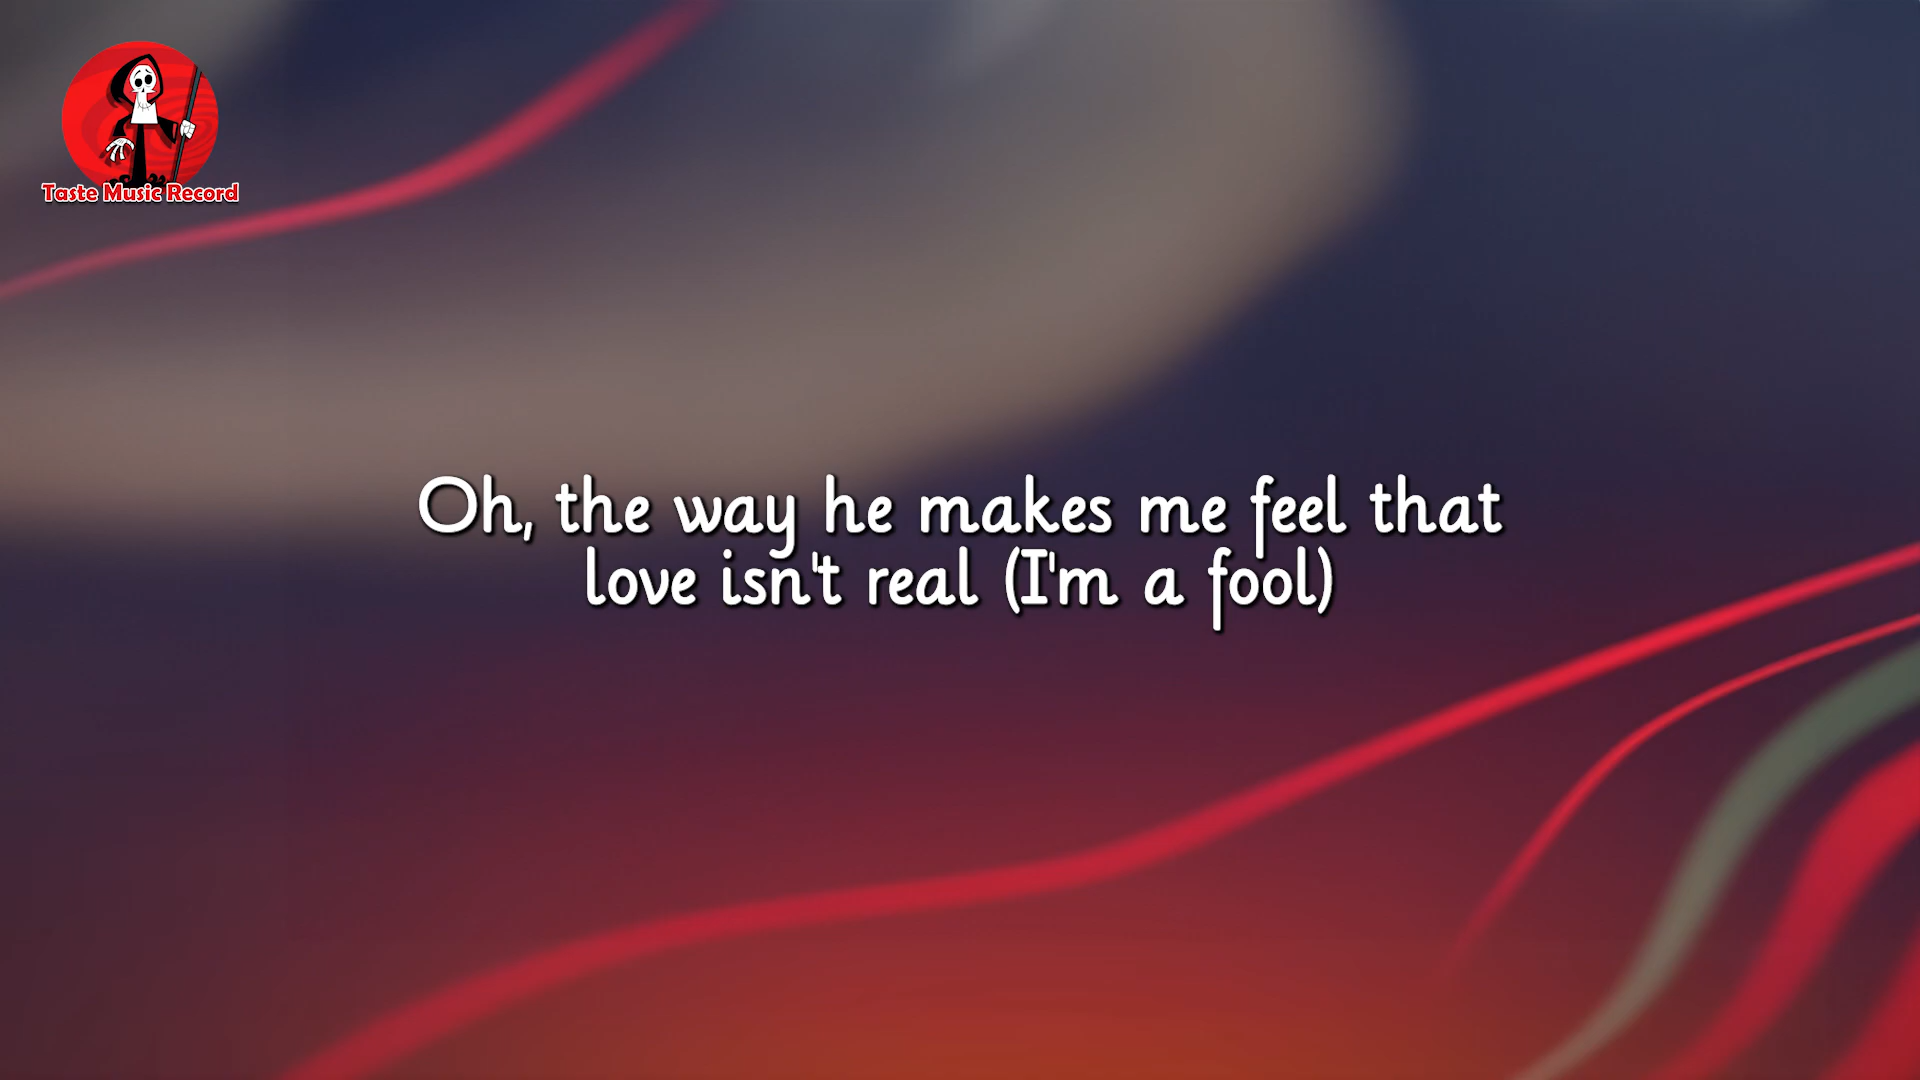 Taste Music Record
Oh, the way he makes me feel that
love isn't real (I'm a fool)